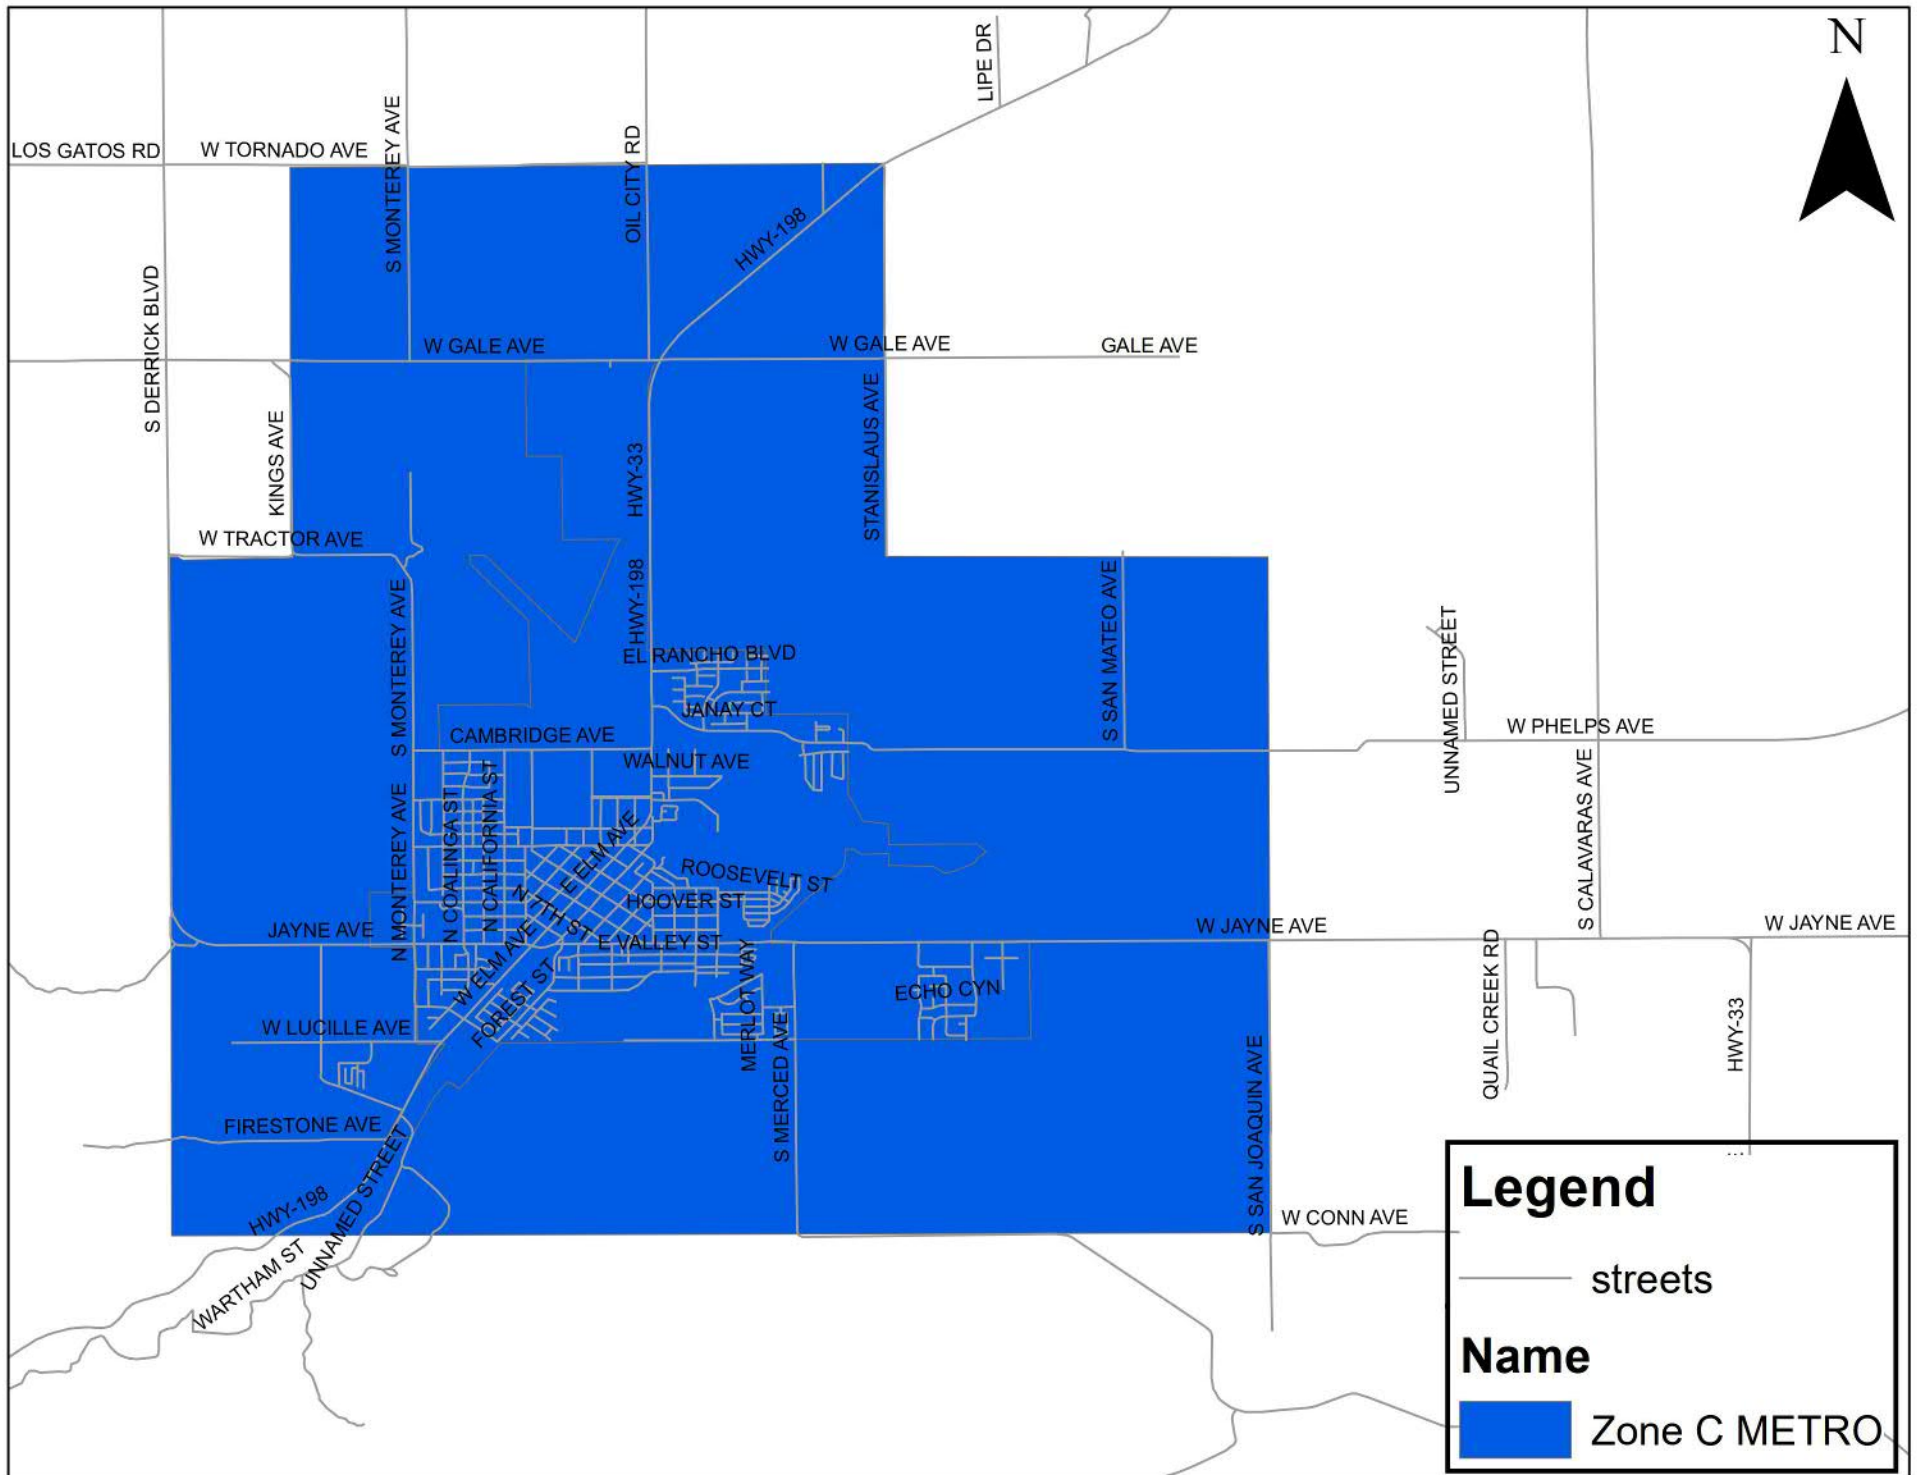 N
LIPE DR
LOS GATOS RD
W TORNADO AVE
S MONTEREY AVE
OIL CITY RD
HWY-198
S DERRICK BLVD
W GALE AVE
W GALE AVE
GALE AVE
KINGS AVE
HWY-33
STANISLAUS AVE
W TRACTOR AVE
S MONTEREY AVE
HWY-198
EL RANCHO BLVD
S SAN MATEO AVE
UNNAMED STREET
JANAY CT
CAMBRIDGE AVE
WALNUT AVE
W PHELPS AVE
N MONTEREY AVE
N COALINGA ST
N CALIFORNIA ST
E ELM AVE
S CALAVARAS AVE
ROOSEVELT ST
HOOVER ST
N 7TH ST
JAYNE AVE
E VALLEY ST
W JAYNE AVE
W JAYNE AVE
W ELM AVE
FOREST ST
MERLOT WAY
ECHO CYN
QUAIL CREEK RD
HWY-33
W LUCILLE AVE
S MERCED AVE
S SAN JOAQUIN AVE
FIRESTONE AVE
HWY-198
UNNAMED STREET
WARTHAM ST
W CONN AVE
Legend
streets
Name
Zone C METRO